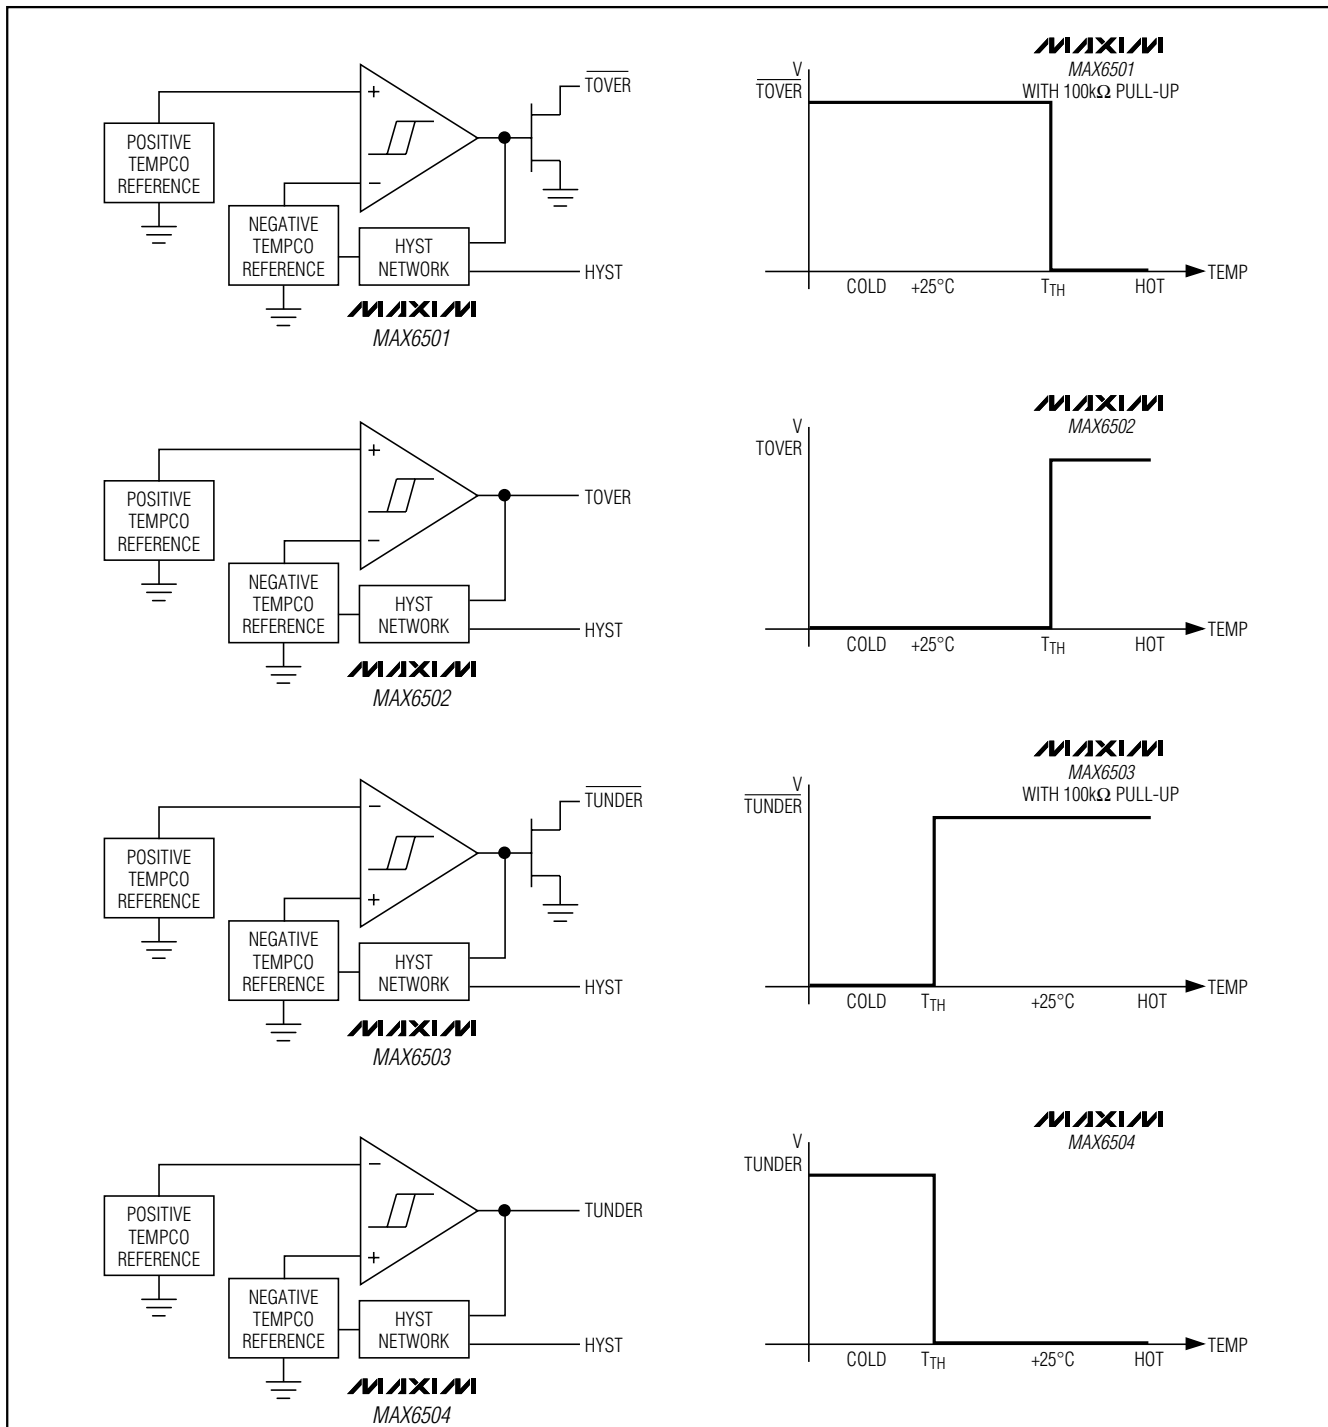 POSITIVE
TEMPCO
REFERENCE
+
−
NEGATIVE
TEMPCO
REFERENCE
HYST
NETWORK
TOVER
HYST
MAXIM
MAX6501
V
TOVER
MAXIM
MAX6501
WITH 100kΩ PULL-UP
COLD
+25°C
TTH
HOT
TEMP
POSITIVE
TEMPCO
REFERENCE
+
−
NEGATIVE
TEMPCO
REFERENCE
HYST
NETWORK
TOVER
HYST
MAXIM
MAX6502
V
TOVER
MAXIM
MAX6502
COLD
+25°C
TTH
HOT
TEMP
POSITIVE
TEMPCO
REFERENCE
−
+
NEGATIVE
TEMPCO
REFERENCE
HYST
NETWORK
TUNDER
HYST
MAXIM
MAX6503
V
TUNDER
MAXIM
MAX6503
WITH 100kΩ PULL-UP
COLD
TTH
+25°C
HOT
TEMP
POSITIVE
TEMPCO
REFERENCE
−
+
NEGATIVE
TEMPCO
REFERENCE
HYST
NETWORK
TUNDER
HYST
MAXIM
MAX6504
V
TUNDER
MAXIM
MAX6504
COLD
TTH
+25°C
HOT
TEMP